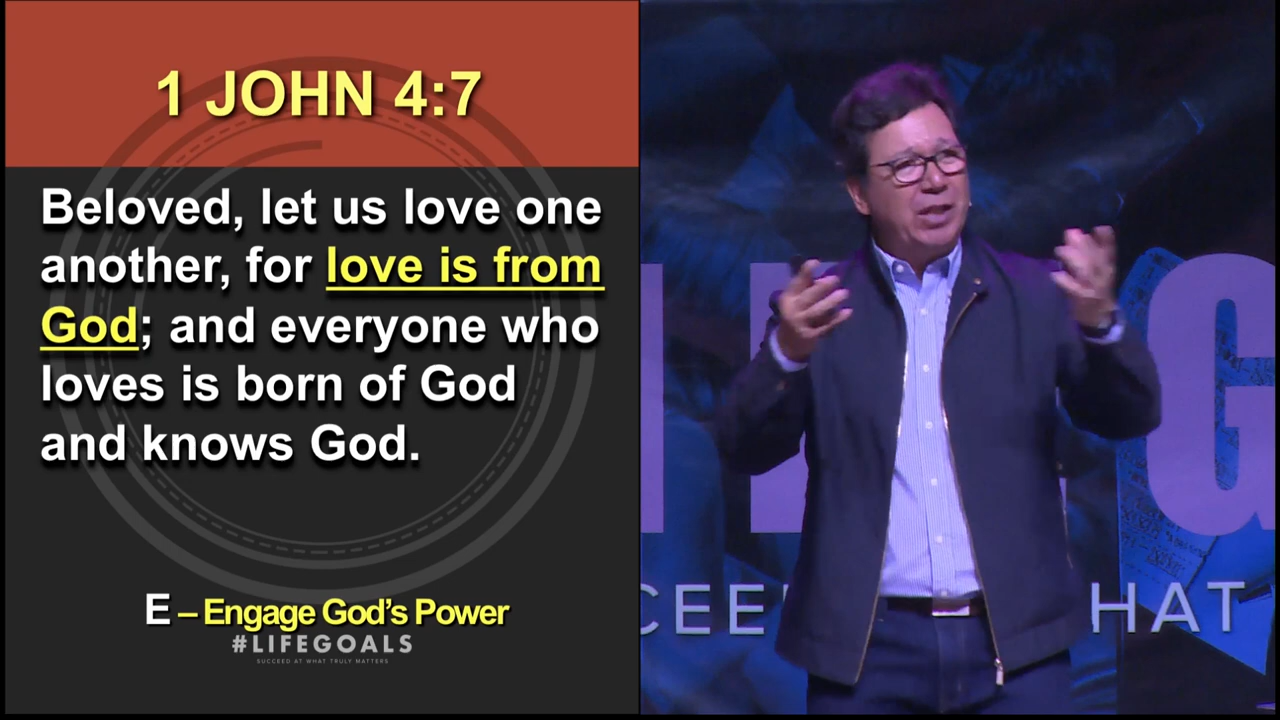 1 JOHN 4:7
Beloved, let us love one
another, for love is from
God; and everyone who
loves is born of God
and knows God.
E – Engage God's Power
#LIFEGOALS
SUCCEED AT WHAT TRULY MATTERS
G
CEE HAT